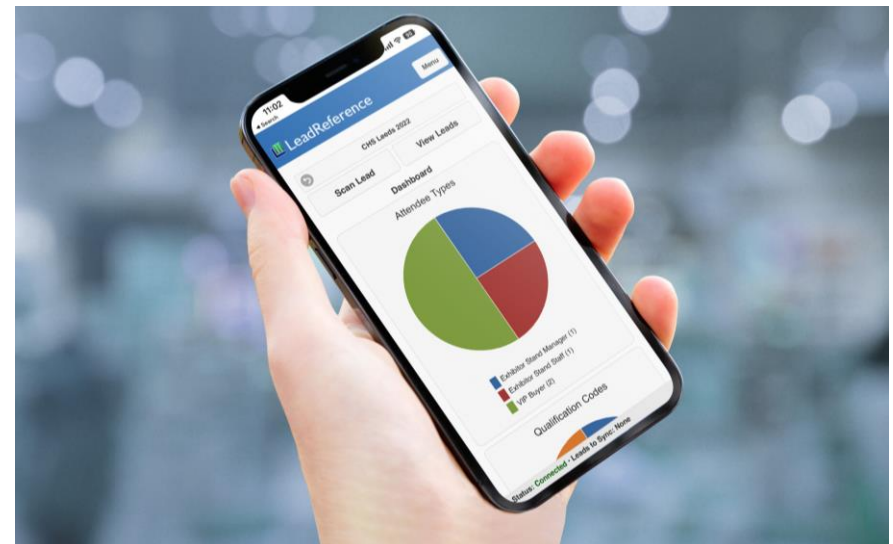 11:02
Search
LeadReference
Menu
CHS Leeds 2022
Scan Lead
View Leads
Dashboard
Attendee Types
Exhibitor Stand Manager (1)
Exhibitor Stand Staff (1)
VIP Buyer (2)
Qualification Codes
Status: Connected - Leads to Sync: None